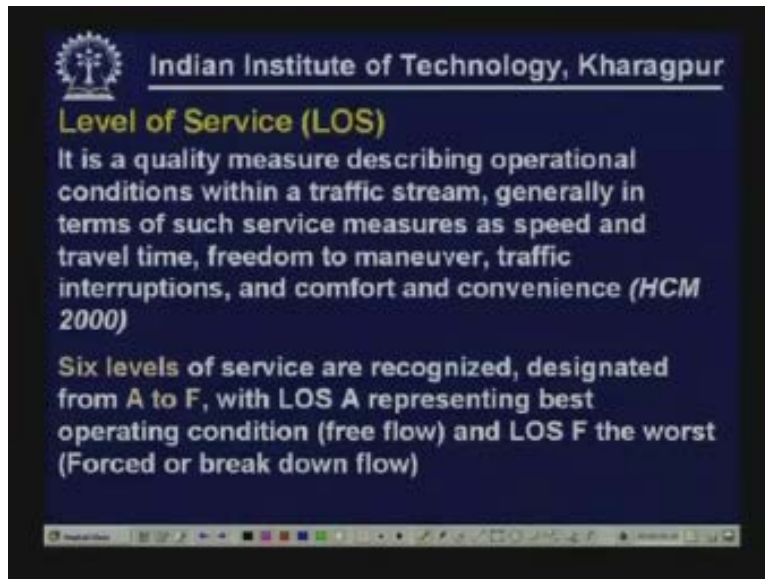 Indian Institute of Technology, Kharagpur
Level of Service (LOS)
It is a quality measure describing operational
conditions within a traffic stream, generally in
terms of such service measures as speed and
travel time, freedom to maneuver, traffic
interruptions, and comfort and convenience (HCM
2000)
Six levels of service are recognized, designated
from A to F, with LOS A representing best
operating condition (free flow) and LOS F the worst
(Forced or break down flow)